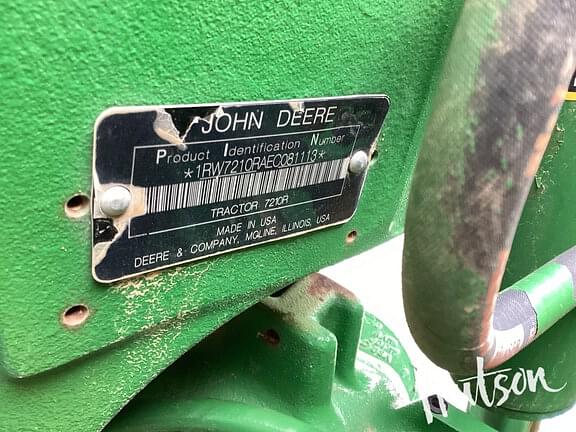 JOHN DEERE
Product Identification Number
*1RW7210RAEC081113*
TRACTOR 7210R
MADE IN USA
DEERE & COMPANY, MOLINE, ILLINOIS, USA
Hutson